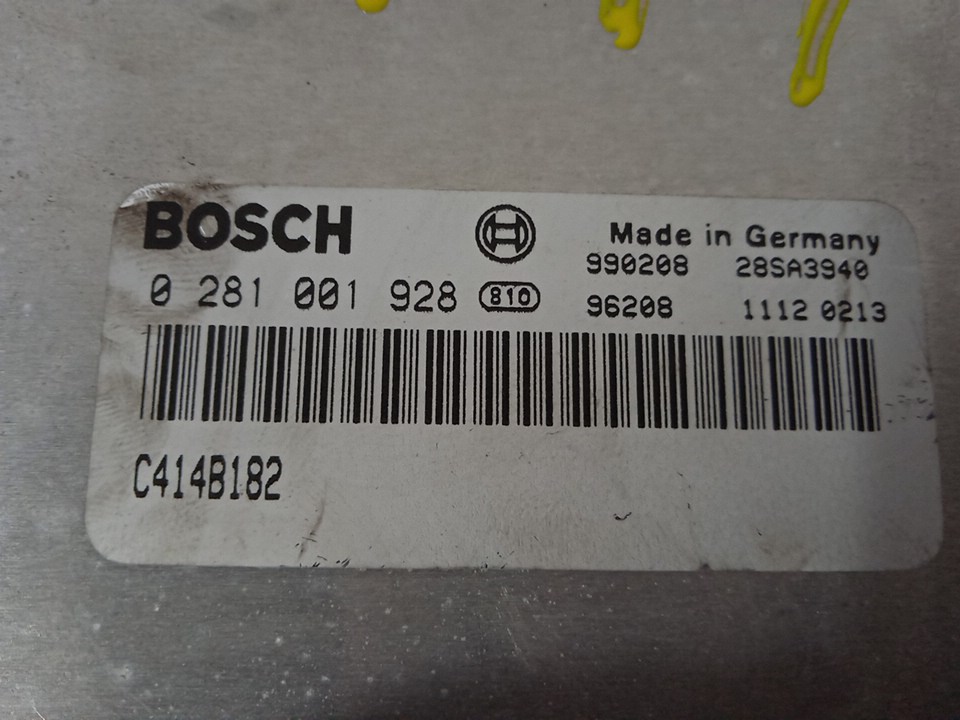 BOSCH
Made in Germany
990208 28SA3940
0 281 001 928 810
96208 1112 0213
C414B182